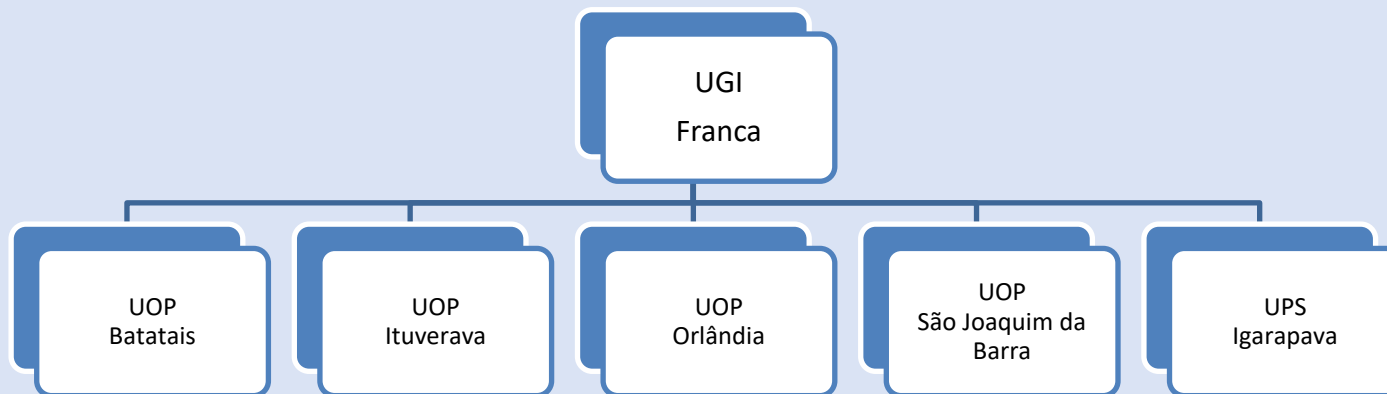 UGI
Franca
UOP
Batatais
UOP
Ituverava
UOP
Orlândia
UOP
São Joaquim da
Barra
UPS
Igarapava